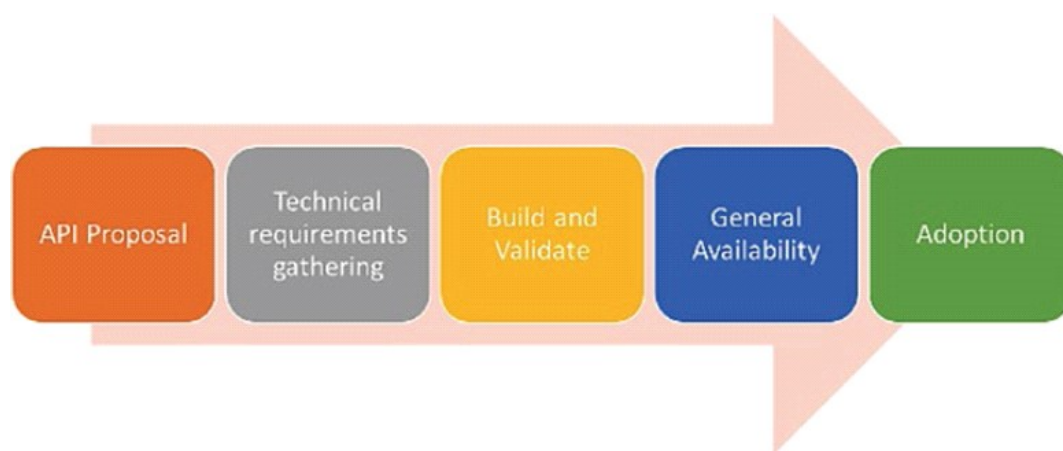 API Proposal
Technical
requirements
gathering
Build and
Validate
General
Availability
Adoption